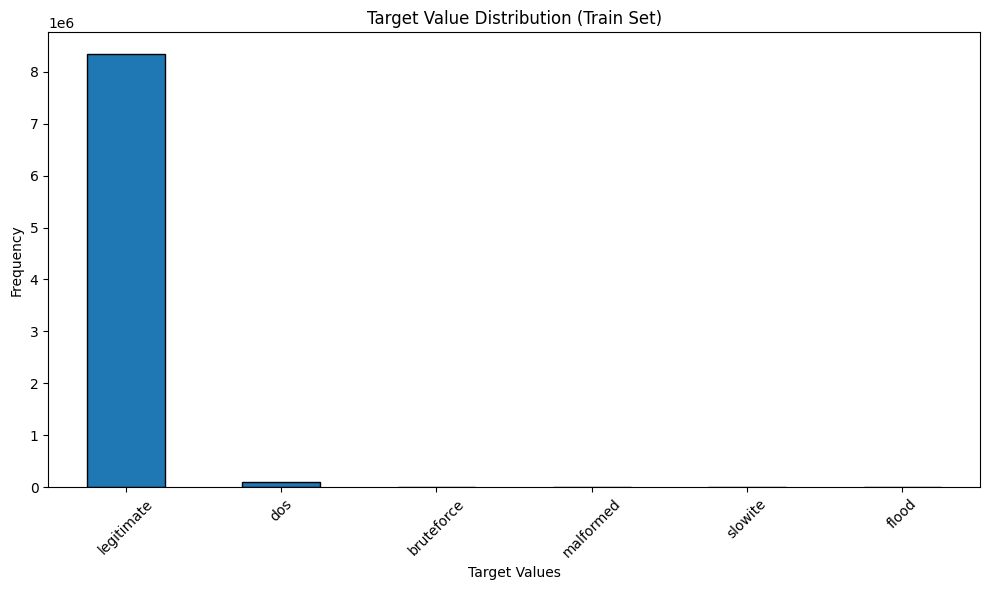 Target Value Distribution (Train Set)
1e6
8
7
6
5
4
3
2
1
0
Frequency
legitimate
dos
bruteforce
malformed
slowite
flood
Target Values